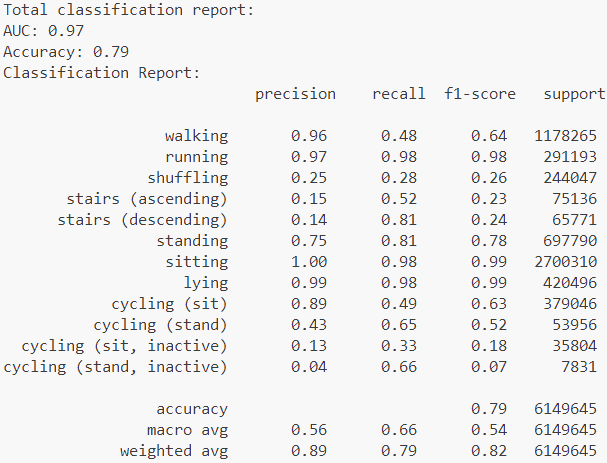 Total classification report:
AUC: 0.97
Accuracy: 0.79
Classification Report:
precision recall f1-score support
walking 0.96 0.48 0.64 1178265
running 0.97 0.98 0.98 291193
shuffling 0.25 0.28 0.26 244047
stairs (ascending) 0.15 0.52 0.23 75136
stairs (descending) 0.14 0.81 0.24 65771
standing 0.75 0.81 0.78 697790
sitting 1.00 0.98 0.99 2700310
lying 0.99 0.98 0.99 420496
cycling (sit) 0.89 0.49 0.63 379046
cycling (stand) 0.43 0.65 0.52 53956
cycling (sit, inactive) 0.13 0.33 0.18 35804
cycling (stand, inactive) 0.04 0.66 0.07 7831
accuracy 0.79 6149645
macro avg 0.56 0.66 0.54 6149645
weighted avg 0.89 0.79 0.82 6149645